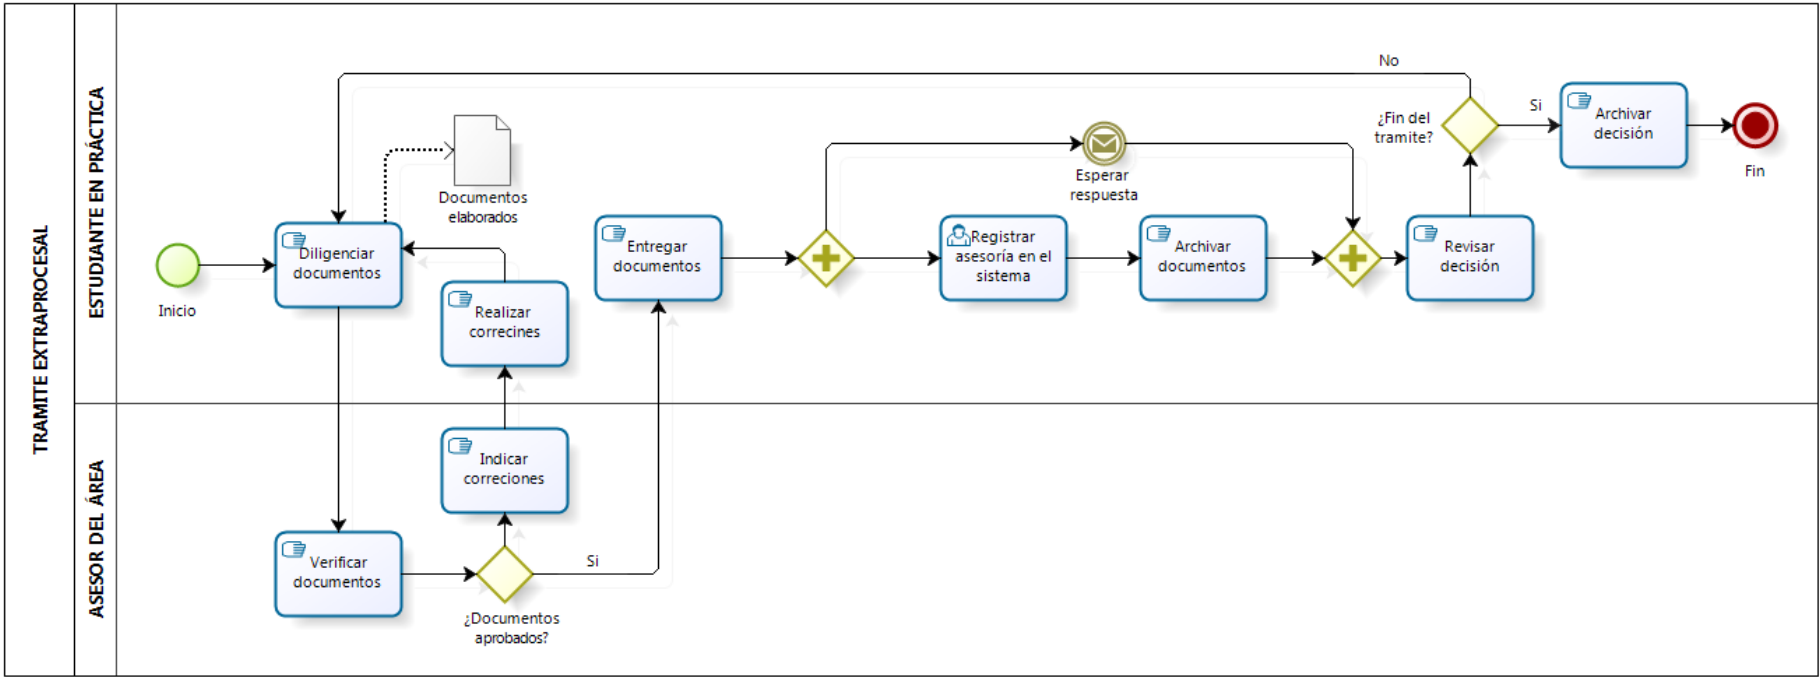 TRAMITE EXTRAPROCESAL
ESTUDIANTE EN PRÁCTICA
ASESOR DEL ÁREA
Inicio
Diligenciar
documentos
Documentos
elaborados
Realizar
correcines
Indicar
correciones
Verificar
documentos
¿Documentos
aprobados?
Si
Entregar
documentos
Esperar
respuesta
Registrar
asesoría en el
sistema
Archivar
documentos
Revisar
decisión
¿Fin del
tramite?
No
Si
Archivar
decisión
Fin